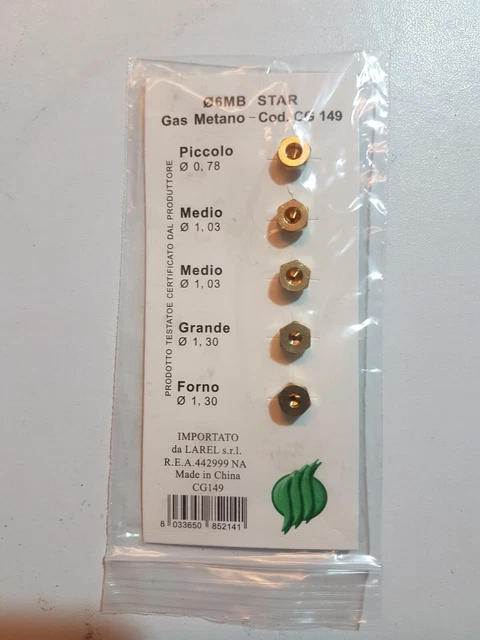 Ø6MB STAR
Gas Metano - Cod. CG 149
Piccolo
Ø 0,78
Medio
Ø 1,03
Medio
Ø 1,03
Grande
Ø 1,30
Forno
Ø 1,30
PRODOTTO TESTATOE CERTIFICATO DAL PRODUTTORE
IMPORTATO
da LAREL s.r.l.
R.E.A.442999 NA
Made in China
CG149
8 033650 852141